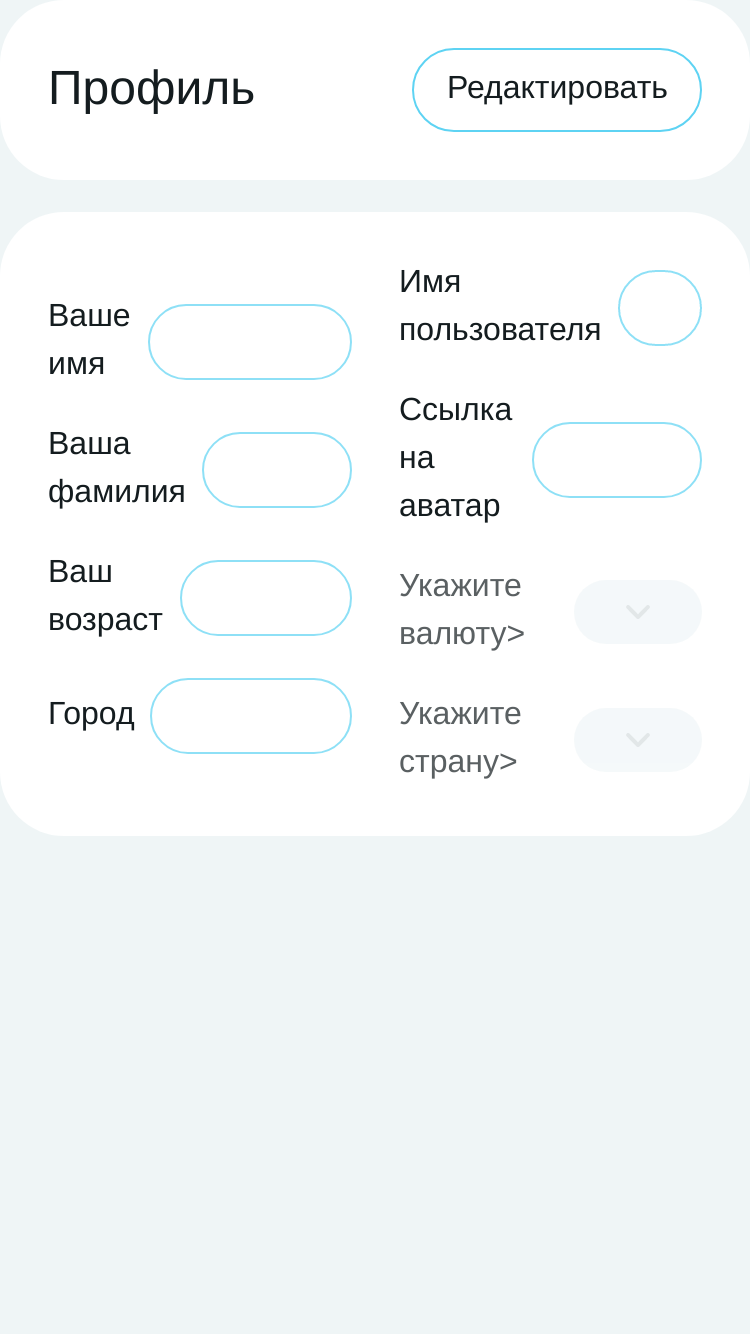 Профиль
Редактировать
Ваше
имя
Ваша
фамилия
Ваш
возраст
Город
Имя
пользователя
Ссылка
на
аватар
Укажите
валюту>
Укажите
страну>